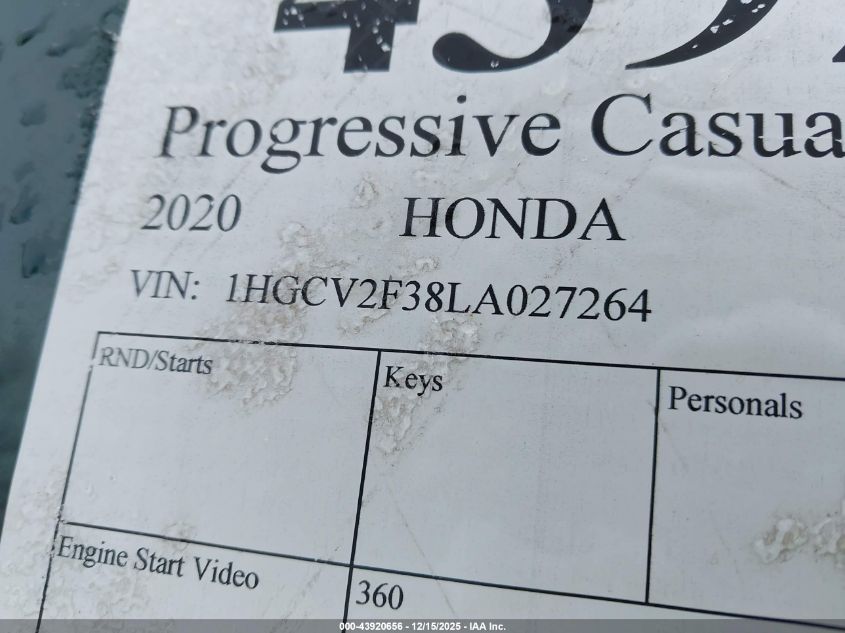 Progressive Casua
2020 HONDA
VIN: 1HGCV2F38LA027264
RND/Starts Keys Personals
Engine Start Video 360
000-43920656 - 12/15/2025 - IAA Inc.